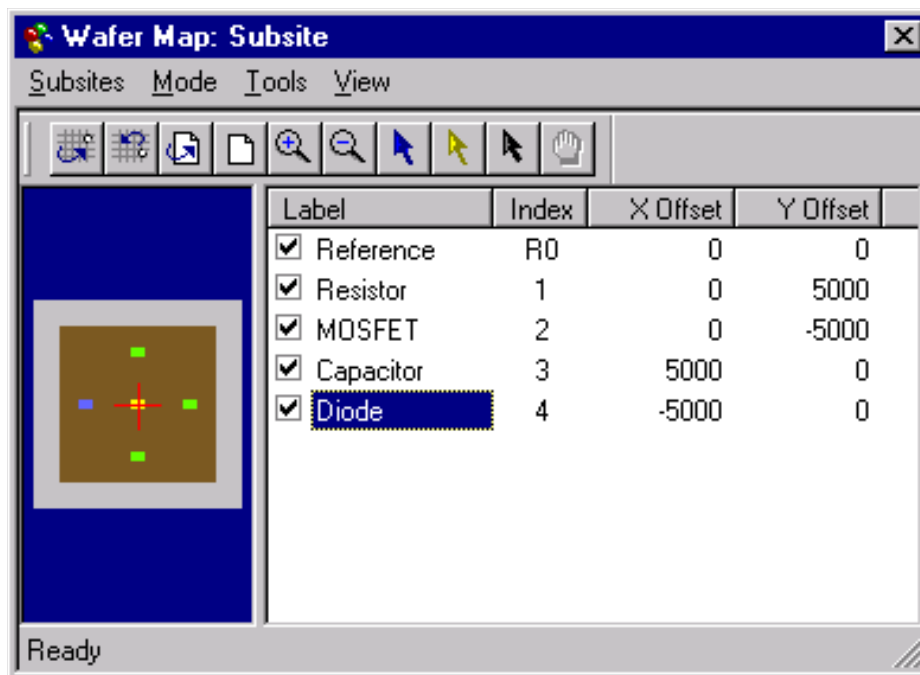 Wafer Map: Subsite
Subsites Mode Tools View
Label Index X Offset Y Offset
Reference R0 0 0
Resistor 1 0 5000
MOSFET 2 0 -5000
Capacitor 3 5000 0
Diode 4 -5000 0
Ready